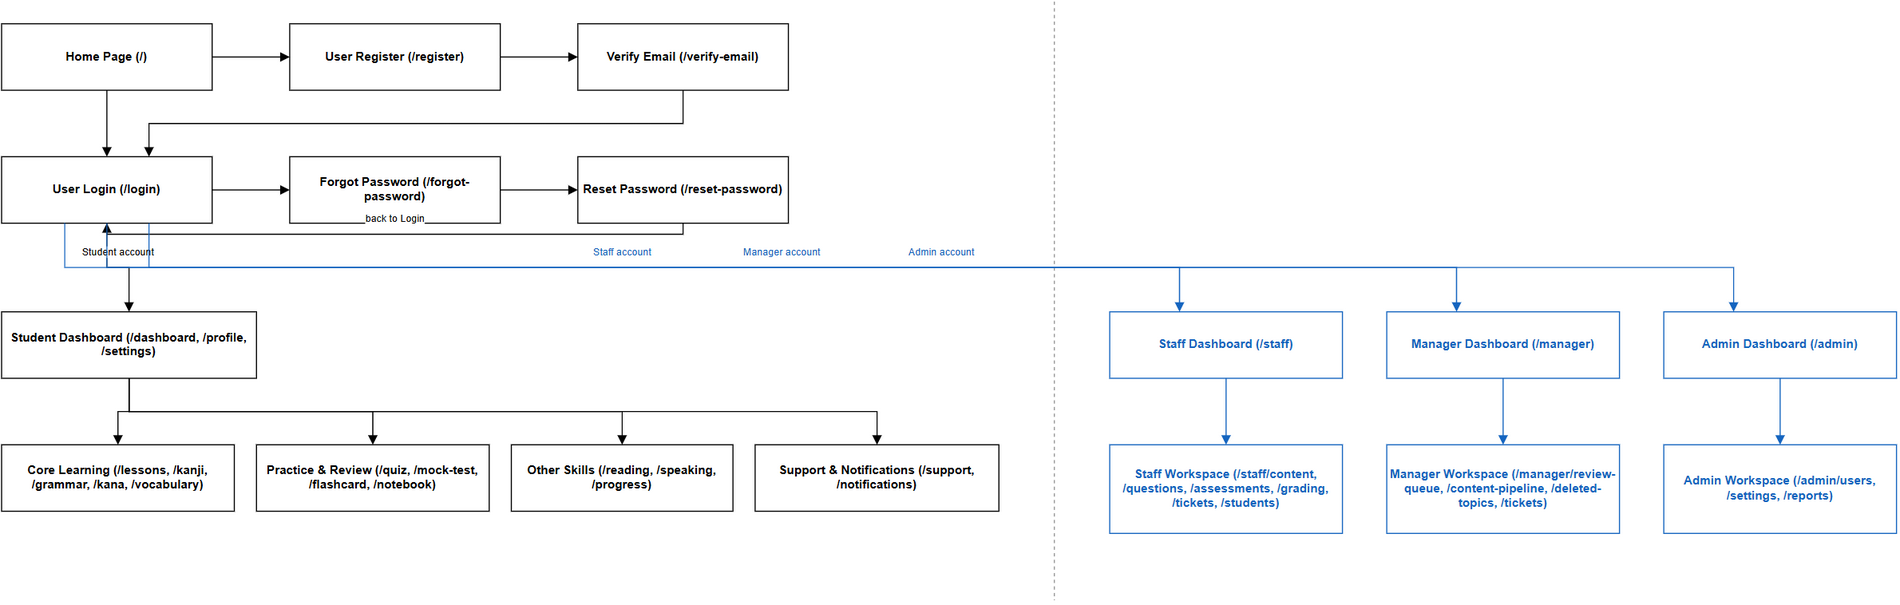 Home Page (/)
User Register (/register)
Verify Email (/verify-email)
User Login (/login)
Forgot Password (/forgot-
password)
Reset Password (/reset-password)
back to Login
Student account
Staff account
Manager account
Admin account
Student Dashboard (/dashboard, /profile,
/settings)
Staff Dashboard (/staff)
Manager Dashboard (/manager)
Admin Dashboard (/admin)
Core Learning (/lessons, /kanji,
/grammar, /kana, /vocabulary)
Practice & Review (/quiz, /mock-test,
/flashcard, /notebook)
Other Skills (/reading, /speaking,
/progress)
Support & Notifications (/support,
/notifications)
Staff Workspace (/staff/content,
/questions, /assessments, /grading,
/tickets, /students)
Manager Workspace (/manager/review-
queue, /content-pipeline, /deleted-
topics, /tickets)
Admin Workspace (/admin/users,
/settings, /reports)